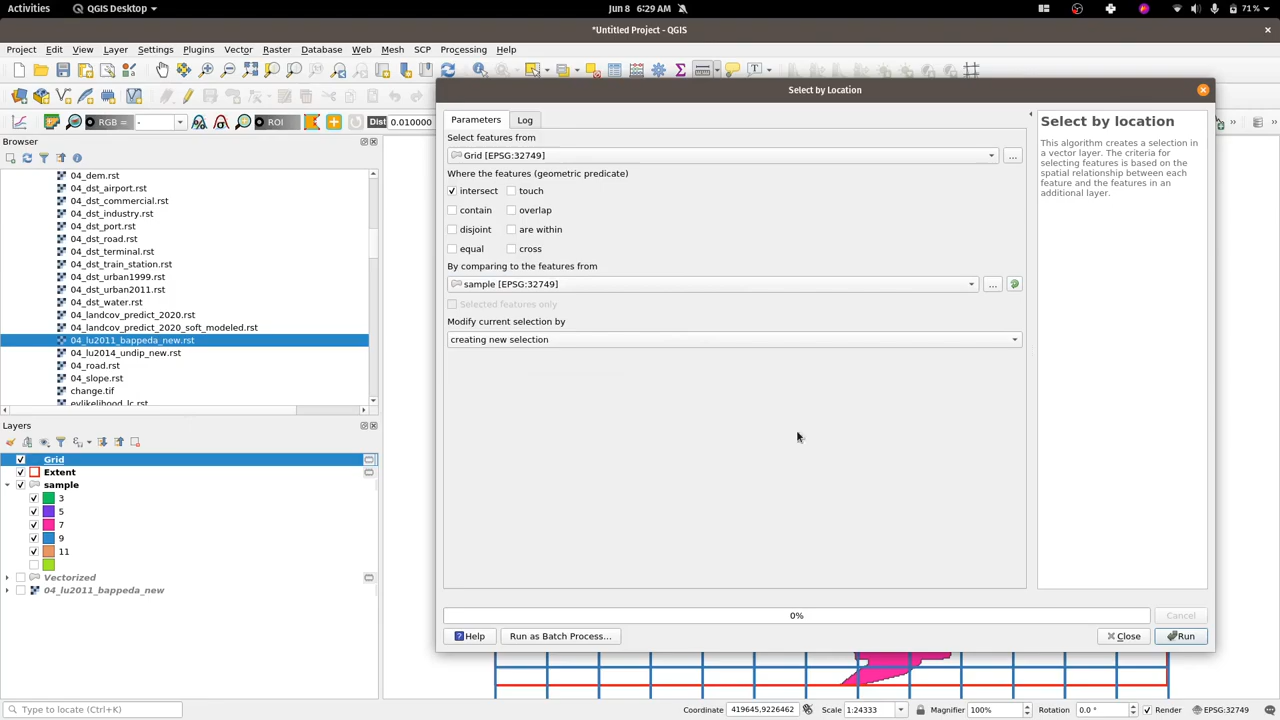 Activities QGIS Desktop Jun 8 6:29 AM 71%
*Untitled Project - QGIS
Project Edit View Layer Settings Plugins Vector Raster Database Web Mesh SCP Processing Help
RGB = - ROI Dist 0.010000
Browser
04_dem.rst
04_dst_airport.rst
04_dst_commercial.rst
04_dst_industry.rst
04_dst_port.rst
04_dst_road.rst
04_dst_terminal.rst
04_dst_train_station.rst
04_dst_urban1999.rst
04_dst_urban2011.rst
04_dst_water.rst
04_landcov_predict_2020.rst
04_landcov_predict_2020_soft_modeled.rst
04_lu2011_bappeda_new.rst
04_lu2014_undip_new.rst
04_road.rst
04_slope.rst
change.tif
evlikelihood_lc.rst
Layers
Grid
Extent
sample
3
5
7
9
11
Vectorized
04_lu2011_bappeda_new
Select by Location
Parameters Log
Select features from
Grid [EPSG:32749] ...
Where the features (geometric predicate)
intersect touch
contain overlap
disjoint are within
equal cross
By comparing to the features from
sample [EPSG:32749] ...
Selected features only
Modify current selection by
creating new selection
0% Cancel
Help Run as Batch Process... Close Run
Select by location
This algorithm creates a selection in
a vector layer. The criteria for
selecting features is based on the
spatial relationship between each
feature and the features in an
additional layer.
Type to locate (Ctrl+K) Coordinate 419645,9226462 Scale 1:24333 Magnifier 100% Rotation 0.0 ° Render EPSG:32749